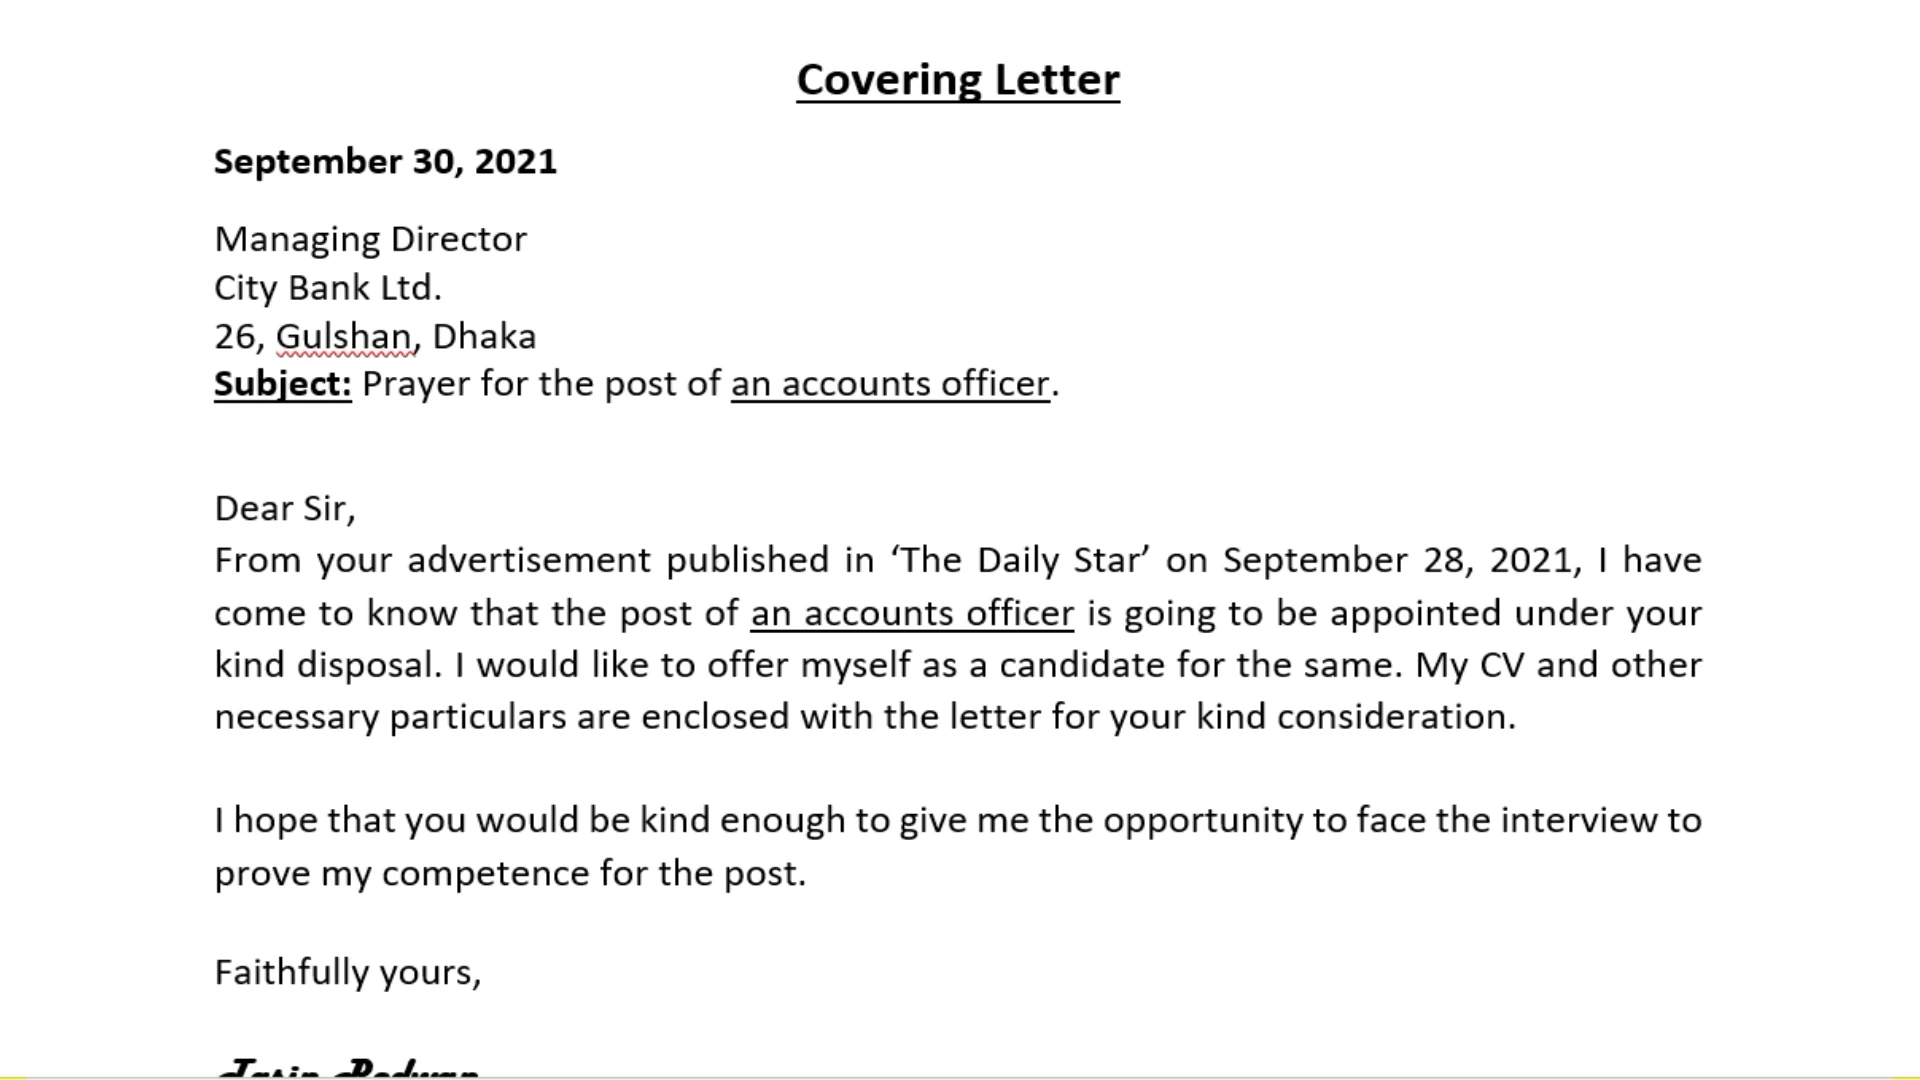 Covering Letter
September 30, 2021
Managing Director
City Bank Ltd.
26, Gulshan, Dhaka
Subject: Prayer for the post of an accounts officer.
Dear Sir,
From your advertisement published in ‘The Daily Star’ on September 28, 2021, I have
come to know that the post of an accounts officer is going to be appointed under your
kind disposal. I would like to offer myself as a candidate for the same. My CV and other
necessary particulars are enclosed with the letter for your kind consideration.
I hope that you would be kind enough to give me the opportunity to face the interview to
prove my competence for the post.
Faithfully yours,